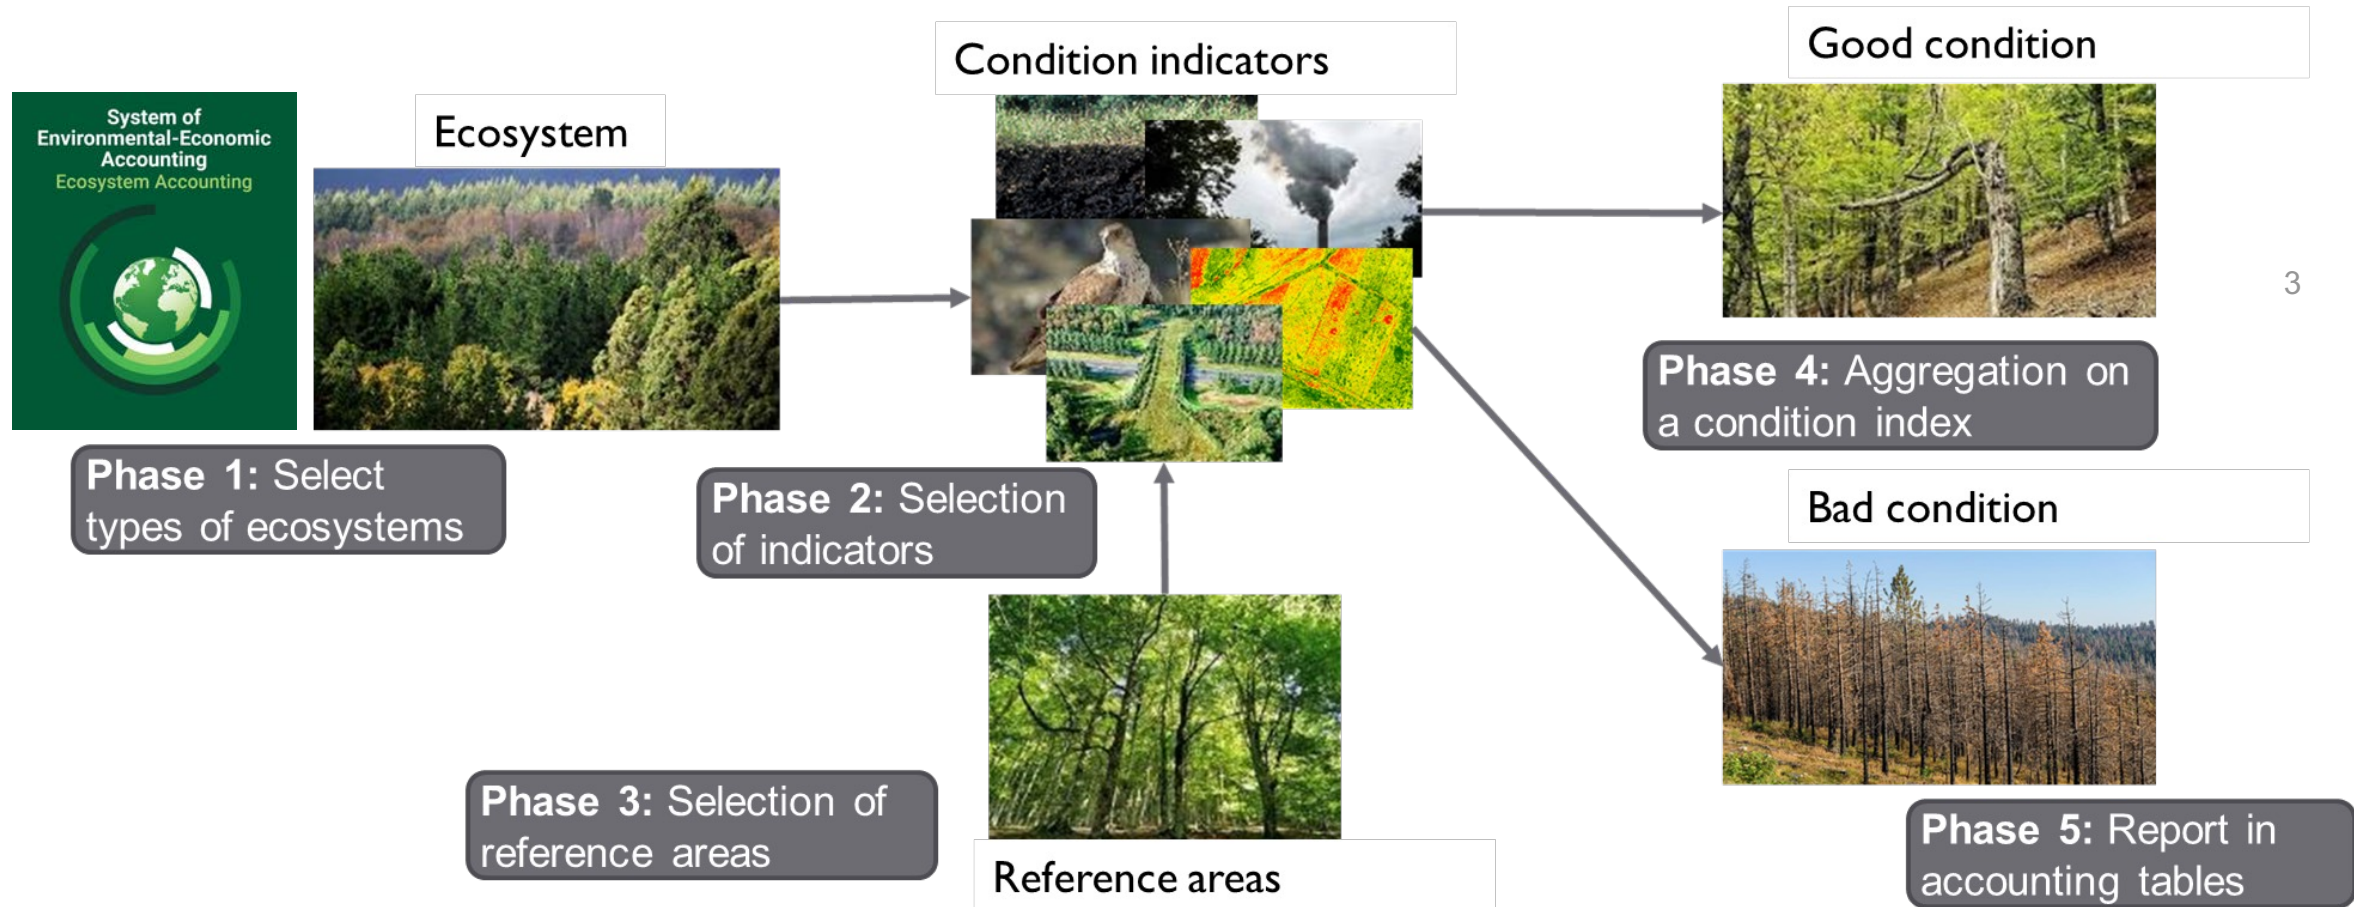 System of
Environmental-Economic
Accounting
Ecosystem Accounting
Ecosystem
Phase 1: Select
types of ecosystems
Condition indicators
Phase 2: Selection
of indicators
Phase 3: Selection of
reference areas
Reference areas
Good condition
3
Phase 4: Aggregation on
a condition index
Bad condition
Phase 5: Report in
accounting tables